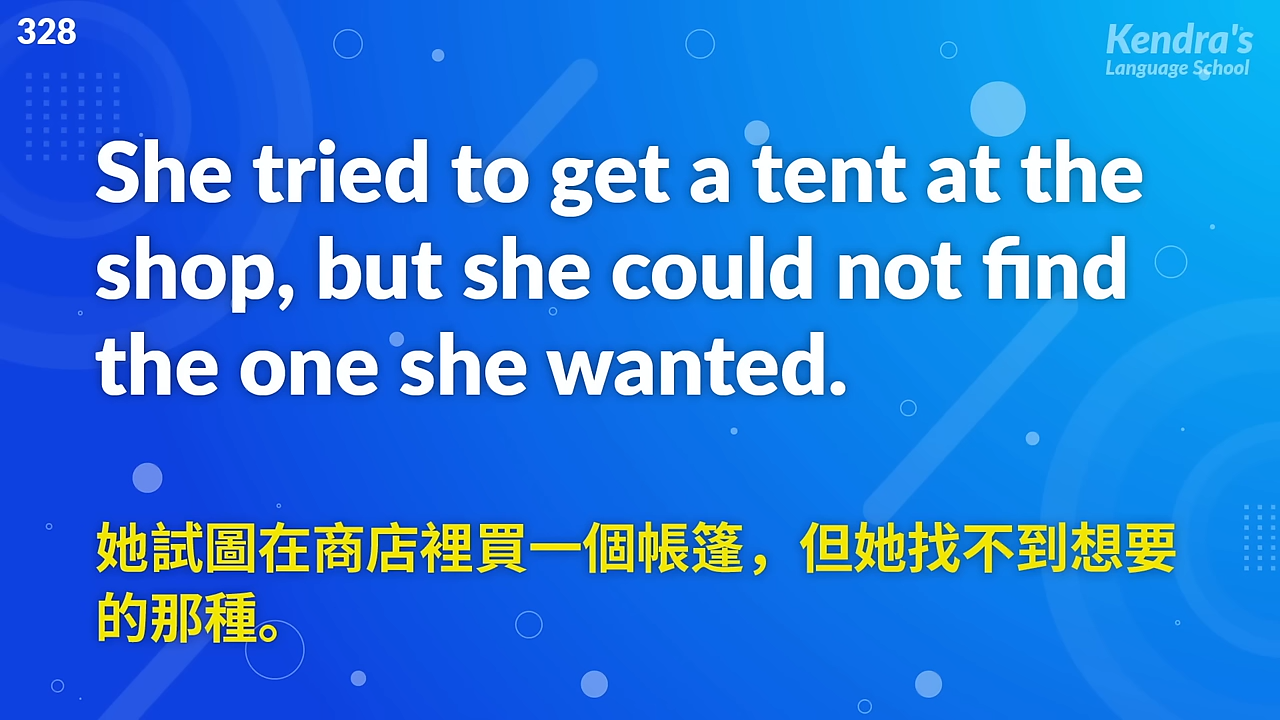 328
Kendra's
Language School
She tried to get a tent at the
shop, but she could not find
the one she wanted.
她試圖在商店裡買一個帳篷，但她找不到想要
的那種。